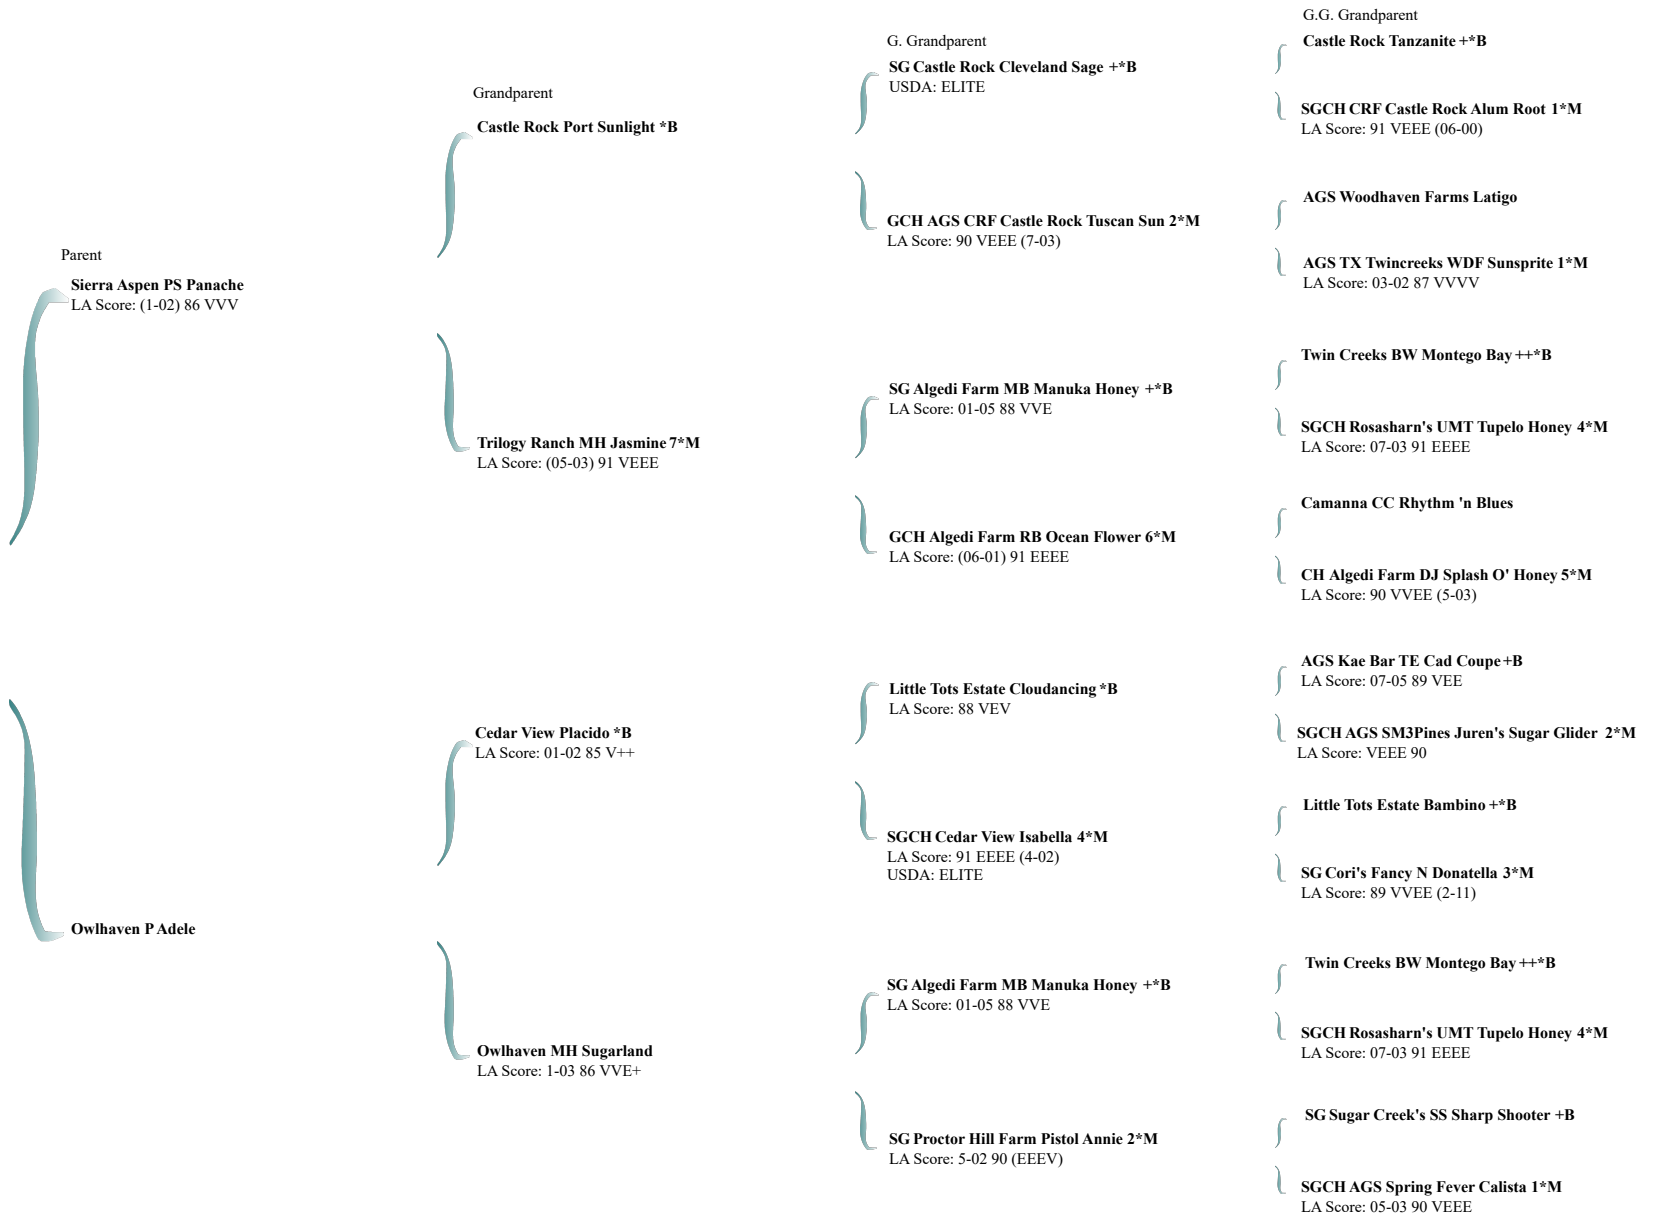 Parent
Sierra Aspen PS Panache
LA Score: (1-02) 86 VVV
Owlhaven P Adele
Grandparent
Castle Rock Port Sunlight *B
Trilogy Ranch MH Jasmine 7*M
LA Score: (05-03) 91 VEEE
Cedar View Placido *B
LA Score: 01-02 85 V++
Owlhaven MH Sugarland
LA Score: 1-03 86 VVE+
G. Grandparent
SG Castle Rock Cleveland Sage +*B
USDA: ELITE
GCH AGS CRF Castle Rock Tuscan Sun 2*M
LA Score: 90 VEEE (7-03)
SG Algedi Farm MB Manuka Honey +*B
LA Score: 01-05 88 VVE
GCH Algedi Farm RB Ocean Flower 6*M
LA Score: (06-01) 91 EEEE
Little Tots Estate Cloudancing *B
LA Score: 88 VEV
SGCH Cedar View Isabella 4*M
LA Score: 91 EEEE (4-02)
USDA: ELITE
SG Algedi Farm MB Manuka Honey +*B
LA Score: 01-05 88 VVE
SG Proctor Hill Farm Pistol Annie 2*M
LA Score: 5-02 90 (EEEV)
G.G. Grandparent
Castle Rock Tanzanite +*B
SGCH CRF Castle Rock Alum Root 1*M
LA Score: 91 VEEE (06-00)
AGS Woodhaven Farms Latigo
AGS TX Twincreeks WDF Sunsprite 1*M
LA Score: 03-02 87 VVVV
Twin Creeks BW Montego Bay ++*B
SGCH Rosasharn's UMT Tupelo Honey 4*M
LA Score: 07-03 91 EEEE
Camanna CC Rhythm 'n Blues
CH Algedi Farm DJ Splash O' Honey 5*M
LA Score: 90 VVEE (5-03)
AGS Kae Bar TE Cad Coupe +B
LA Score: 07-05 89 VEE
SGCH AGS SM3Pines Juren's Sugar Glider 2*M
LA Score: VEEE 90
Little Tots Estate Bambino +*B
SG Cori's Fancy N Donatella 3*M
LA Score: 89 VVEE (2-11)
Twin Creeks BW Montego Bay ++*B
SGCH Rosasharn's UMT Tupelo Honey 4*M
LA Score: 07-03 91 EEEE
SG Sugar Creek's SS Sharp Shooter +B
SGCH AGS Spring Fever Calista 1*M
LA Score: 05-03 90 VEEE